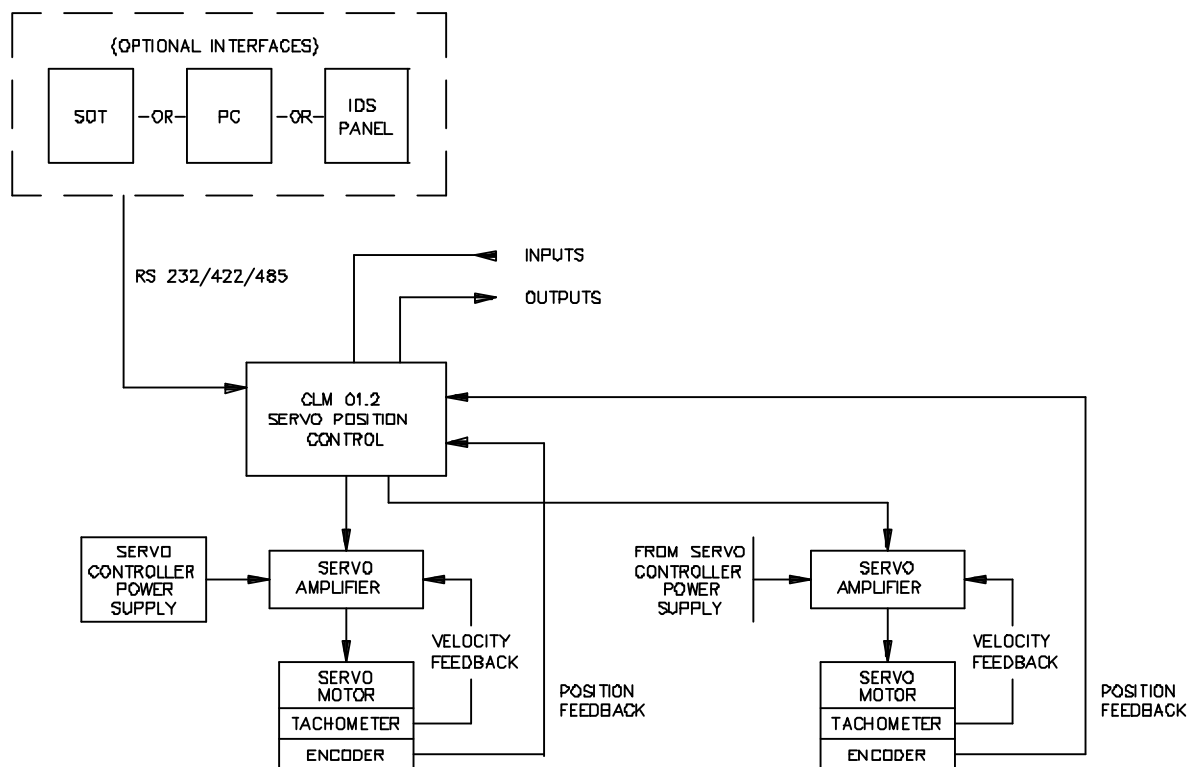 {OPTIONAL INTERFACES}
SOT -OR- PC -OR- IDS
PANEL
RS 232/422/485
INPUTS
OUTPUTS
CLM 01.2
SERVO POSITION
CONTROL
SERVO
CONTROLLER
POWER
SUPPLY
SERVO
AMPLIFIER
VELOCITY
FEEDBACK
SERVO
MOTOR
TACHOMETER
ENCODER
POSITION
FEEDBACK
FROM SERVO
CONTROLLER
POWER
SUPPLY
SERVO
AMPLIFIER
VELOCITY
FEEDBACK
SERVO
MOTOR
TACHOMETER
ENCODER
POSITION
FEEDBACK